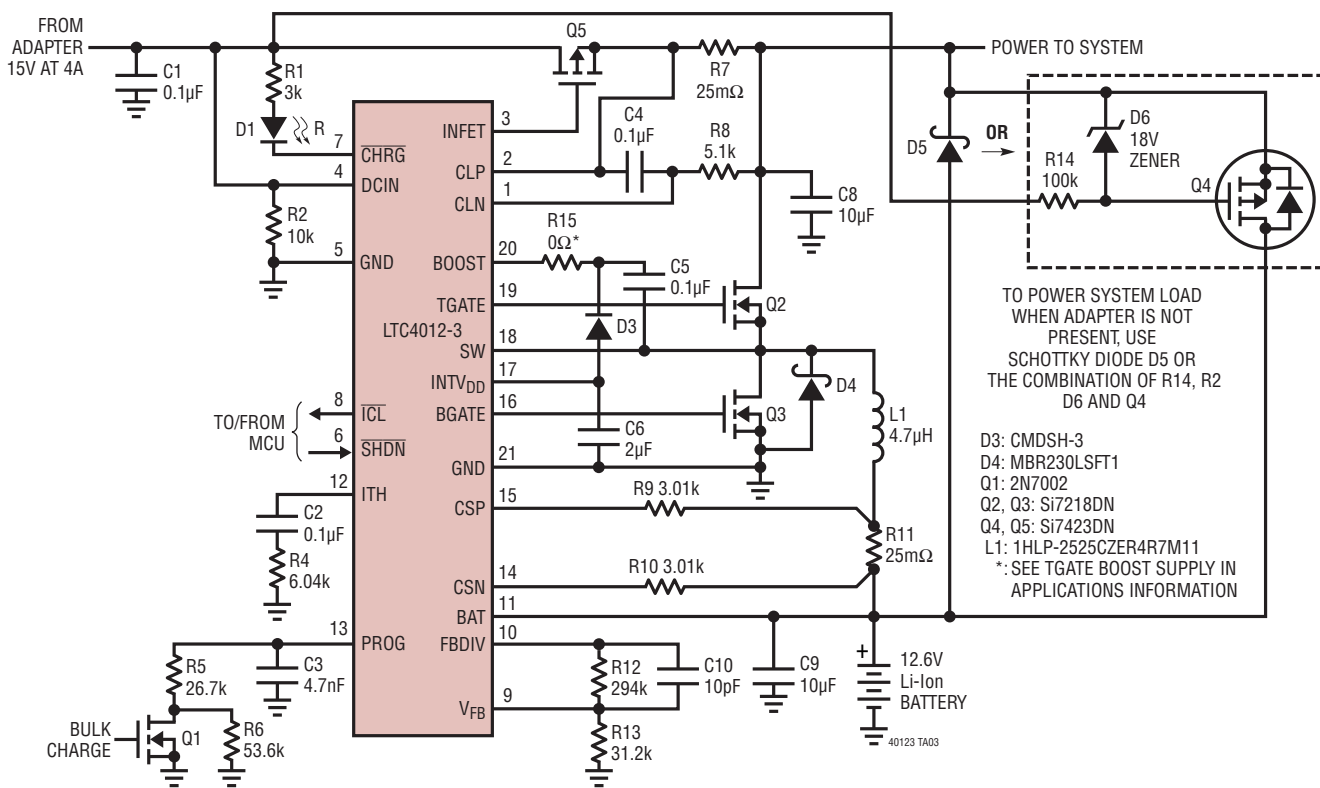 FROM
ADAPTER
15V AT 4A
C1
0.1µF
R1
3k
D1
R
R2
10k
Q5
R7
25mΩ
POWER TO SYSTEM
C4
0.1µF
R8
5.1k
C8
10µF
R15
0Ω*
C5
0.1µF
D3
Q2
Q3
D4
C6
2µF
L1
4.7µH
R9 3.01k
R10 3.01k
R11
25mΩ
LTC4012-3
3
INFET
2
CLP
1
CLN
20
BOOST
19
TGATE
18
SW
17
INTVDD
16
BGATE
21
GND
15
CSP
14
CSN
11
BAT
10
FBDIV
9
VFB
7
CHRG
4
DCIN
5
GND
8
ICL
6
SHDN
TO/FROM
MCU
12
ITH
C2
0.1µF
R4
6.04k
13
PROG
R5
26.7k
C3
4.7nF
BULK
CHARGE
Q1
R6
53.6k
R12
294k
C10
10pF
R13
31.2k
C9
10µF
+
12.6V
Li-Ion
BATTERY
40123 TA03
D5
OR
R14
100k
D6
18V
ZENER
Q4
TO POWER SYSTEM LOAD
WHEN ADAPTER IS NOT
PRESENT, USE
SCHOTTKY DIODE D5 OR
THE COMBINATION OF R14, R2
D6 AND Q4
D3: CMDSH-3
D4: MBR230LSFT1
Q1: 2N7002
Q2, Q3: Si7218DN
Q4, Q5: Si7423DN
L1: 1HLP-2525CZER4R7M11
*: SEE TGATE BOOST SUPPLY IN
APPLICATIONS INFORMATION